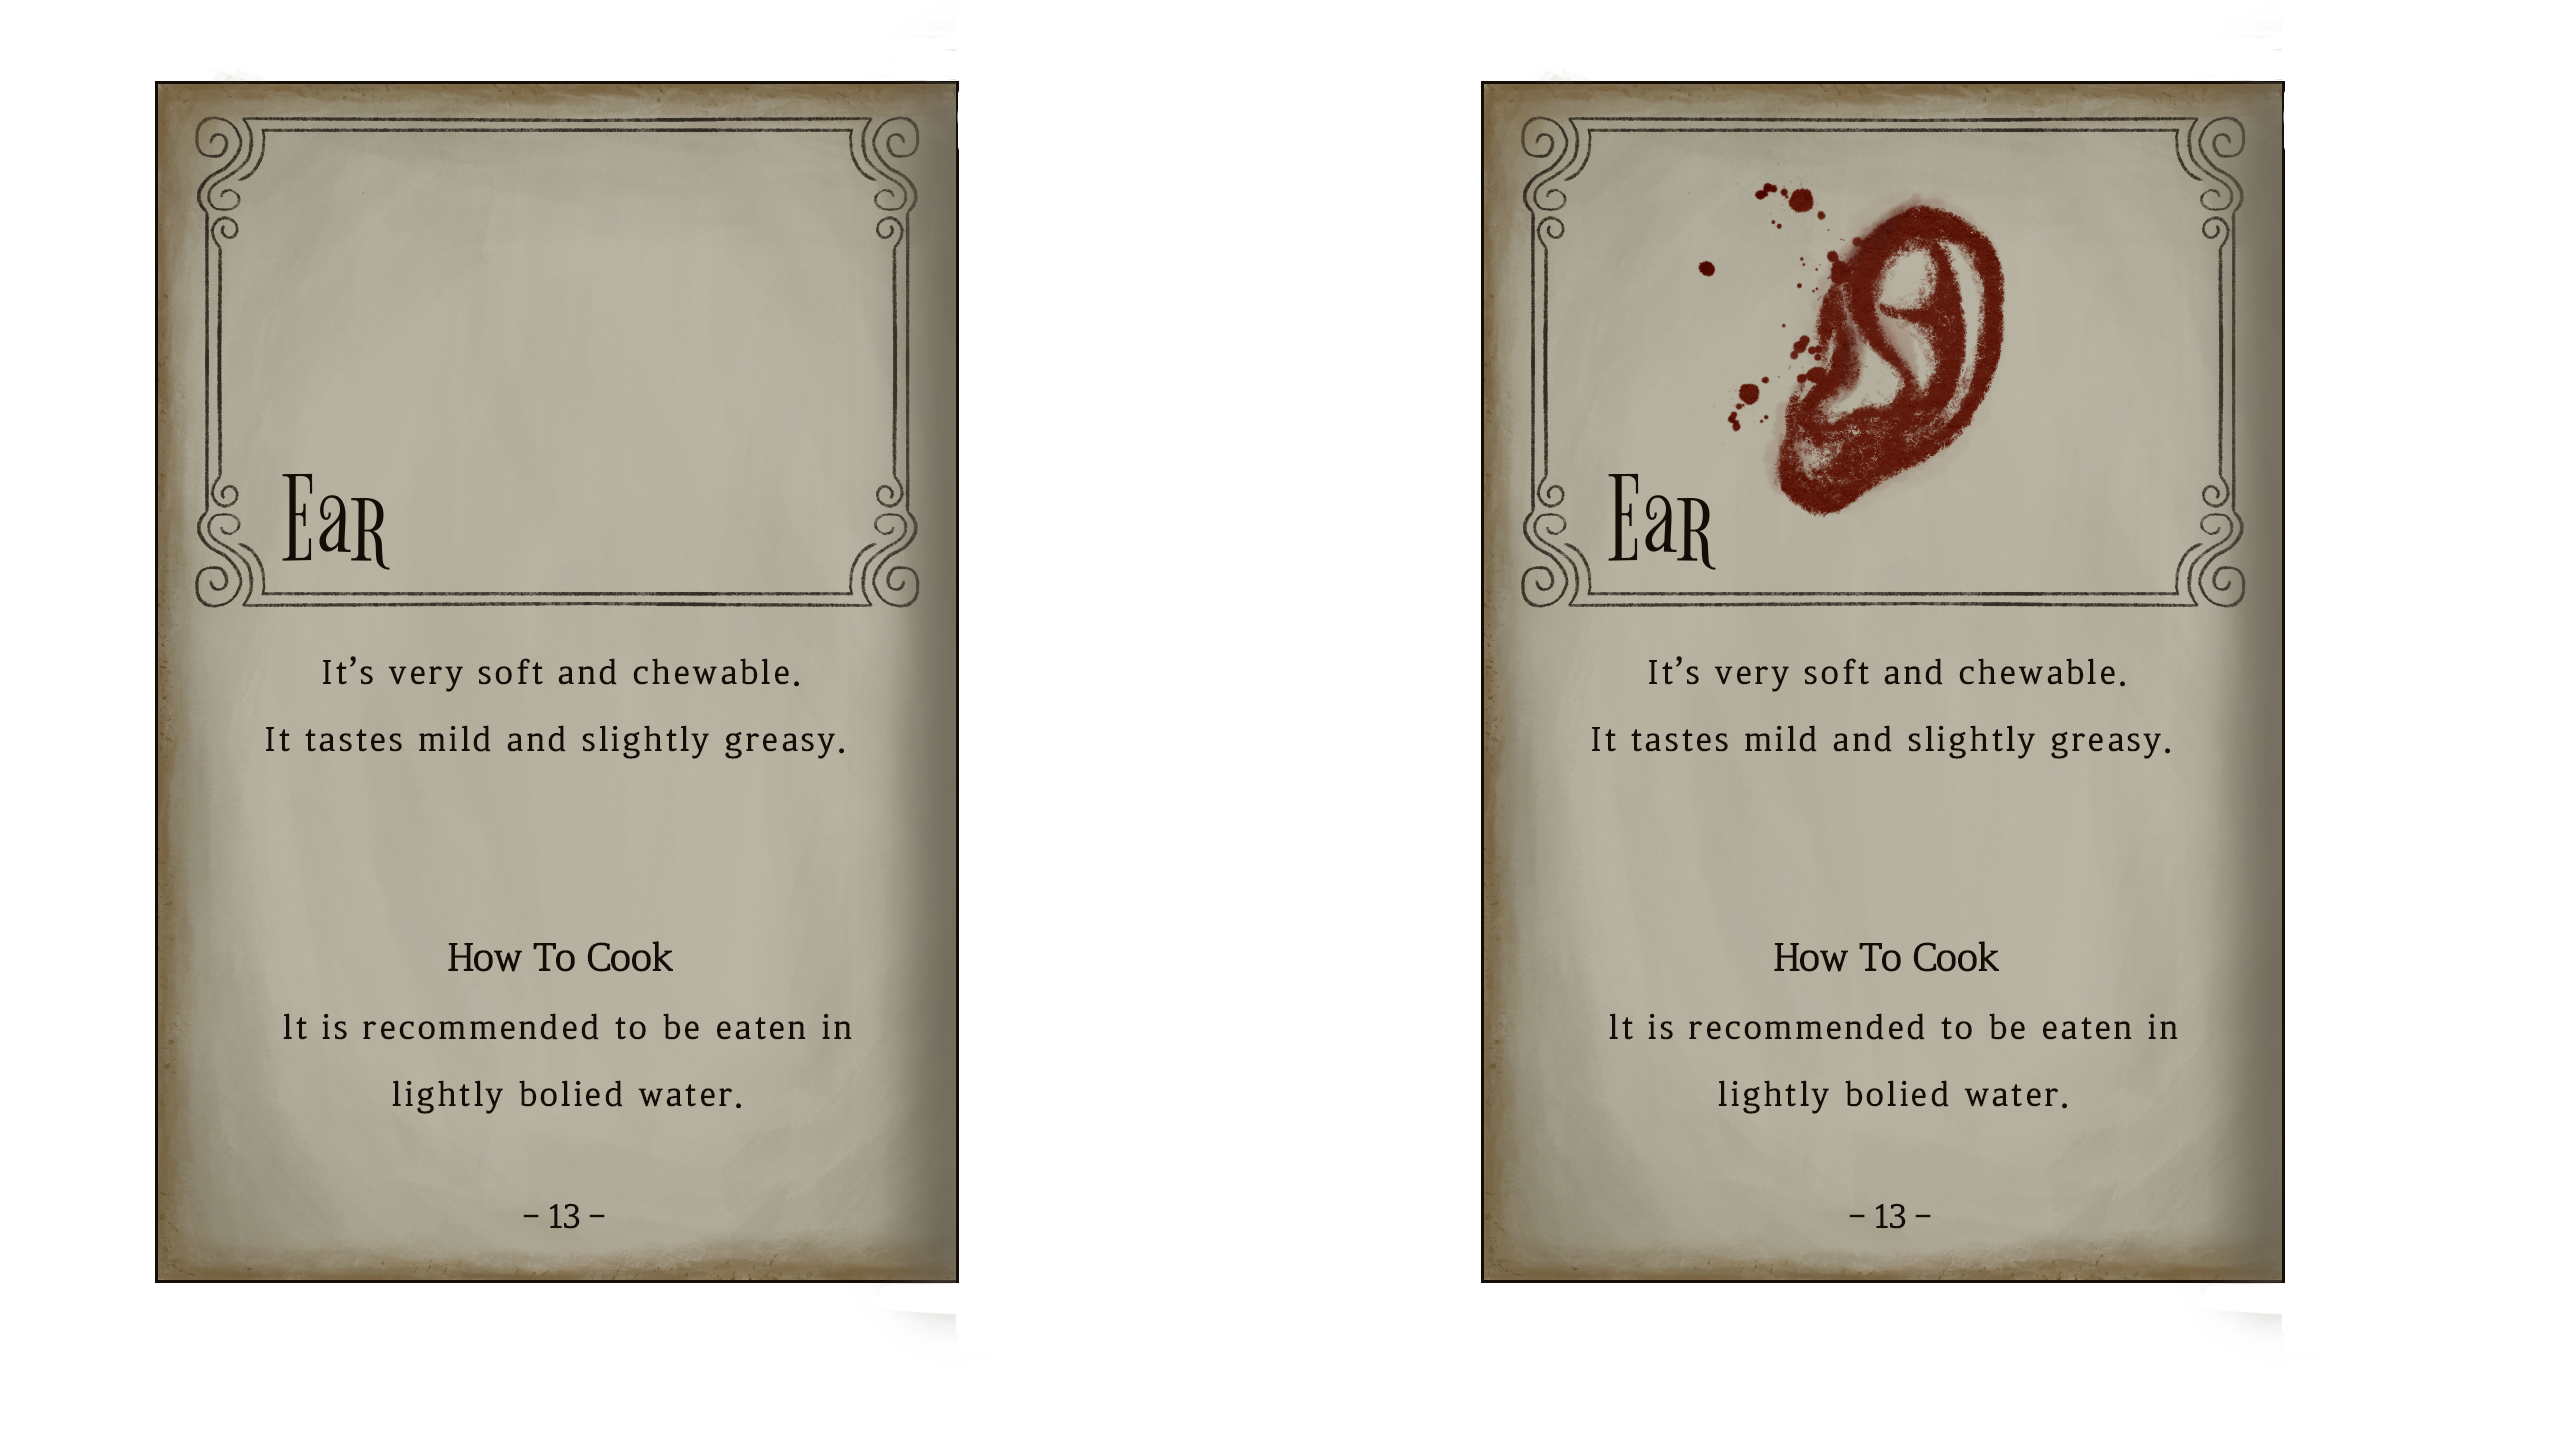 EaR
It's very soft and chewable.
It tastes mild and slightly greasy.
How To Cook
lt is recommended to be eaten in
lightly bolied water.
- 13 -
EaR
It's very soft and chewable.
It tastes mild and slightly greasy.
How To Cook
lt is recommended to be eaten in
lightly bolied water.
- 13 -